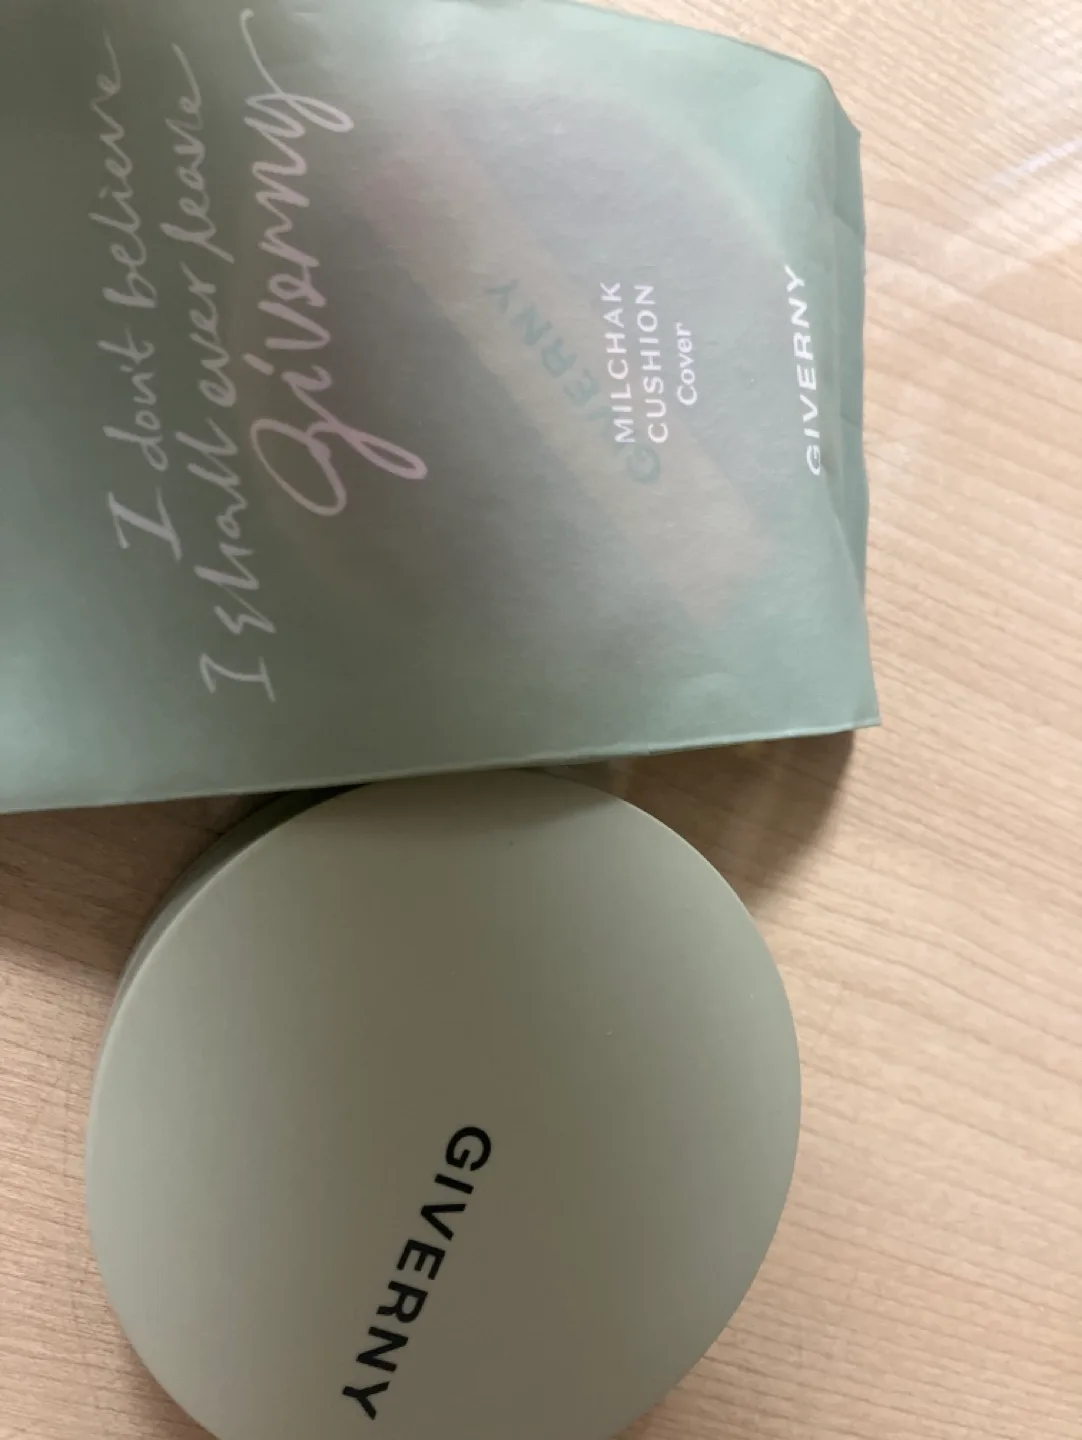 I don't believe
I shall ever leave
Giverny
GIVERNY
MILCHAK
CUSHION
Cover
GIVERNY
GIVERNY